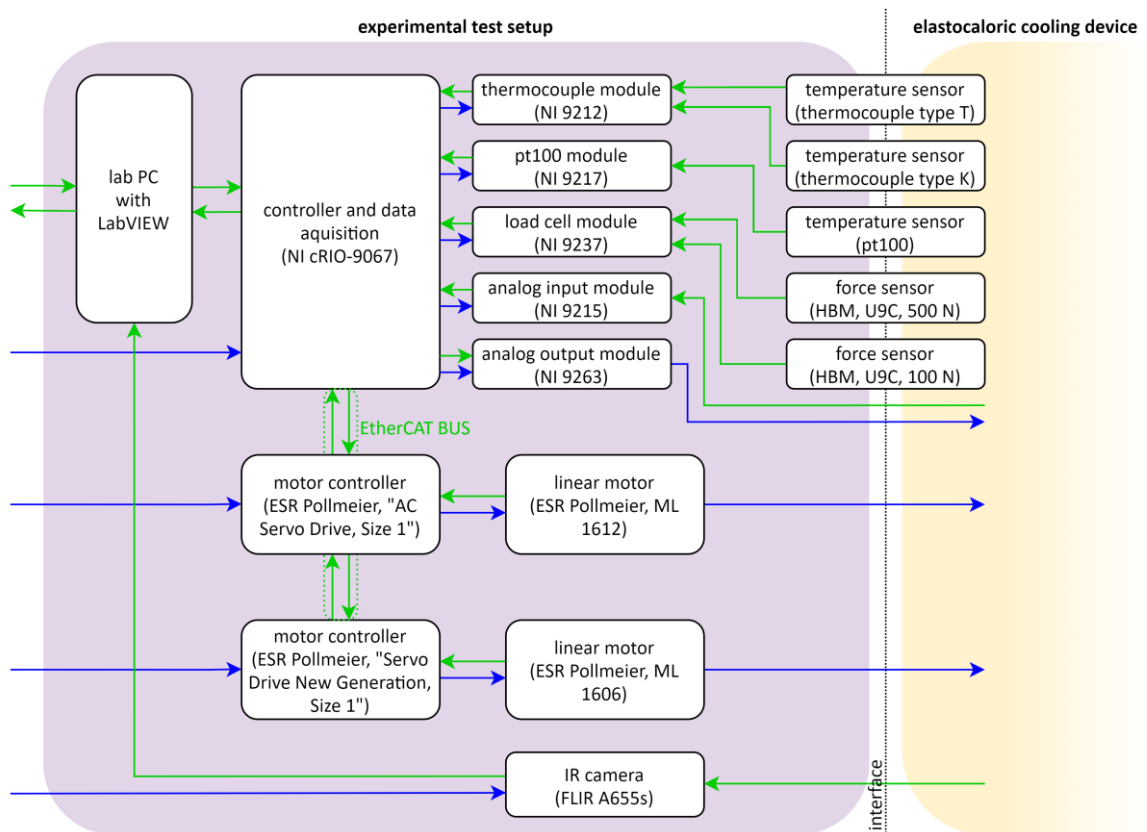 experimental test setup
elastocaloric cooling device
lab PC
with
LabVIEW
controller and data
aquisition
(NI cRIO-9067)
thermocouple module
(NI 9212)
pt100 module
(NI 9217)
load cell module
(NI 9237)
analog input module
(NI 9215)
analog output module
(NI 9263)
temperature sensor
(thermocouple type T)
temperature sensor
(thermocouple type K)
temperature sensor
(pt100)
force sensor
(HBM, U9C, 500 N)
force sensor
(HBM, U9C, 100 N)
EtherCAT BUS
motor controller
(ESR Pollmeier, "AC
Servo Drive, Size 1")
linear motor
(ESR Pollmeier, ML
1612)
motor controller
(ESR Pollmeier, "Servo
Drive New Generation,
Size 1")
linear motor
(ESR Pollmeier, ML
1606)
IR camera
(FLIR A655s)
interface